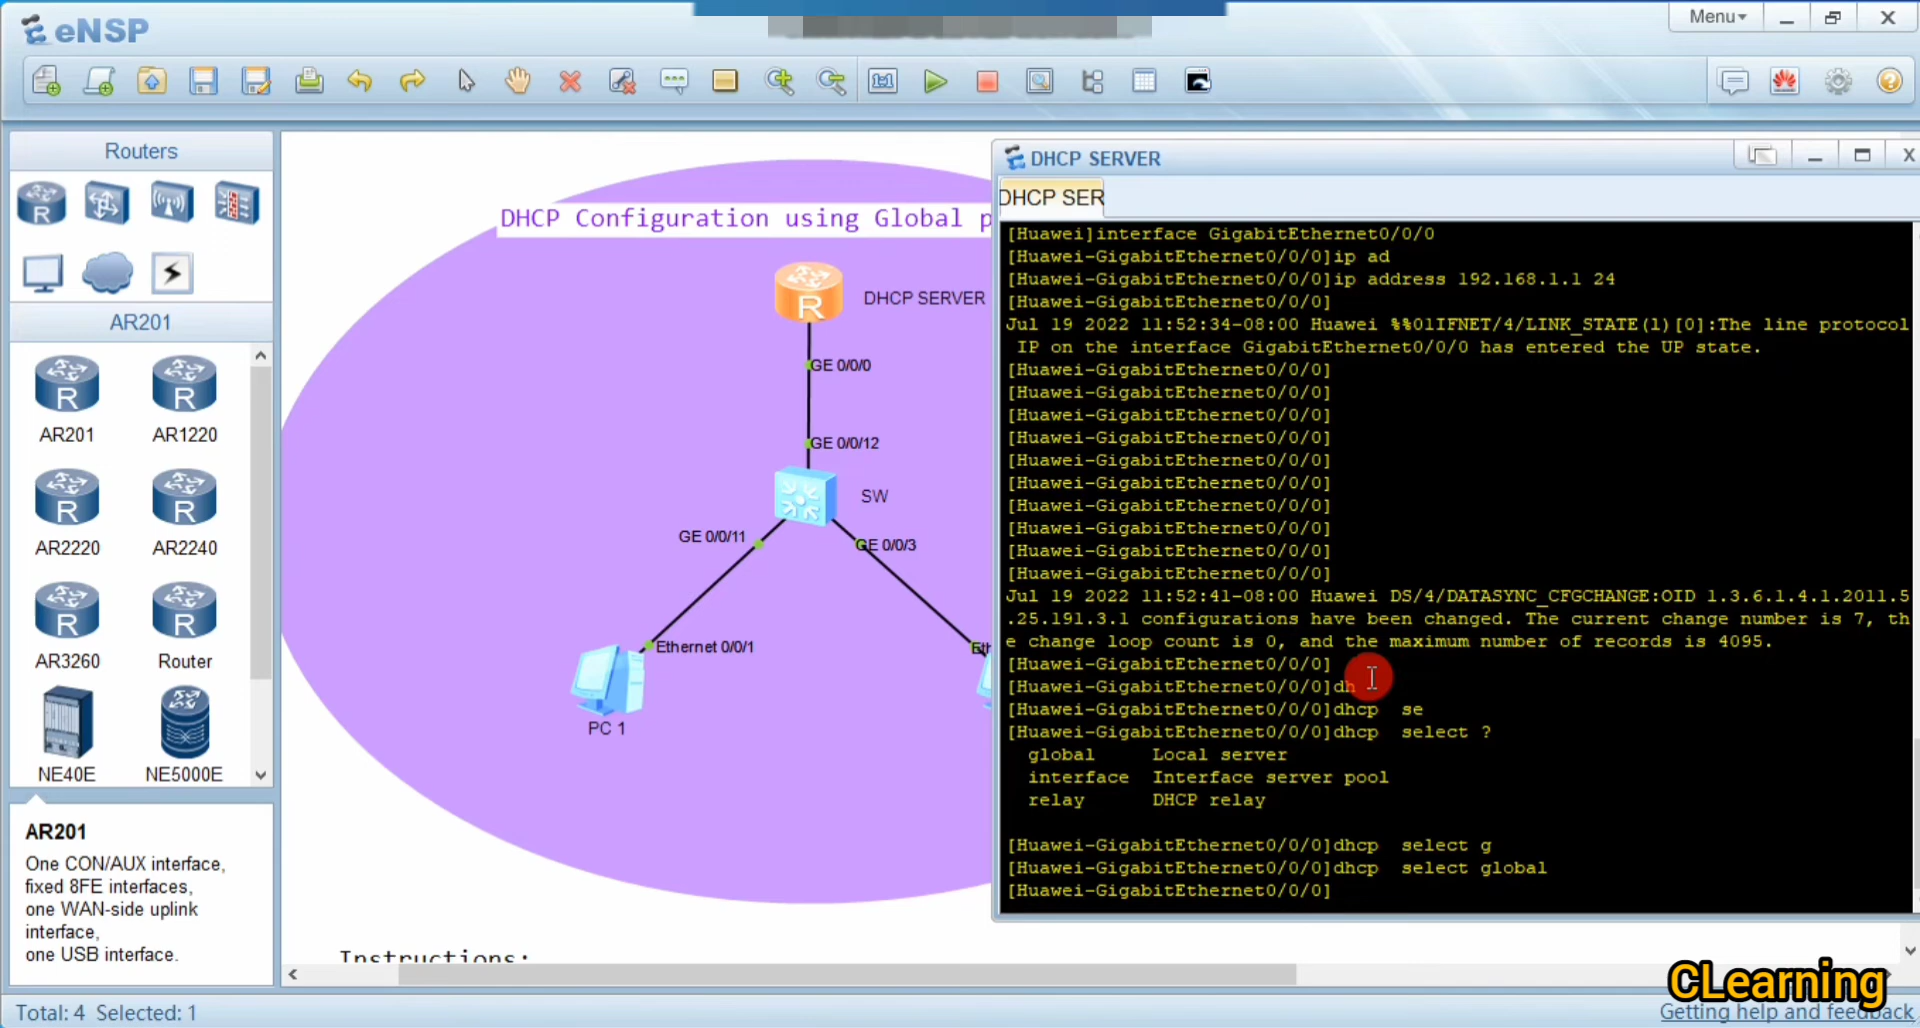 eNSP
Menu
Routers
AR201
AR201
AR1220
AR2220
AR2240
AR3260
Router
NE40E
NE5000E
AR201
One CON/AUX interface,
fixed 8FE interfaces,
one WAN-side uplink
interface,
one USB interface.
Total: 4 Selected: 1
DHCP Configuration using Global p
R
DHCP SERVER
GE 0/0/0
GE 0/0/12
SW
GE 0/0/11
GE 0/0/3
Ethernet 0/0/1
Eth
PC 1
Instructions:
DHCP SERVER
DHCP SER
[Huawei]interface GigabitEthernet0/0/0
[Huawei-GigabitEthernet0/0/0]ip ad
[Huawei-GigabitEthernet0/0/0]ip address 192.168.1.1 24
[Huawei-GigabitEthernet0/0/0]
Jul 19 2022 11:52:34-08:00 Huawei %%01IFNET/4/LINK_STATE(l)[0]:The line protocol
IP on the interface GigabitEthernet0/0/0 has entered the UP state.
[Huawei-GigabitEthernet0/0/0]
[Huawei-GigabitEthernet0/0/0]
[Huawei-GigabitEthernet0/0/0]
[Huawei-GigabitEthernet0/0/0]
[Huawei-GigabitEthernet0/0/0]
[Huawei-GigabitEthernet0/0/0]
[Huawei-GigabitEthernet0/0/0]
[Huawei-GigabitEthernet0/0/0]
[Huawei-GigabitEthernet0/0/0]
[Huawei-GigabitEthernet0/0/0]
Jul 19 2022 11:52:41-08:00 Huawei DS/4/DATASYNC_CFGCHANGE:OID 1.3.6.1.4.1.2011.5
.25.191.3.1 configurations have been changed. The current change number is 7, th
e change loop count is 0, and the maximum number of records is 4095.
[Huawei-GigabitEthernet0/0/0]
[Huawei-GigabitEthernet0/0/0]dh
[Huawei-GigabitEthernet0/0/0]dhcp se
[Huawei-GigabitEthernet0/0/0]dhcp select ?
global Local server
interface Interface server pool
relay DHCP relay
[Huawei-GigabitEthernet0/0/0]dhcp select g
[Huawei-GigabitEthernet0/0/0]dhcp select global
[Huawei-GigabitEthernet0/0/0]
CLearning
Getting help and feedback